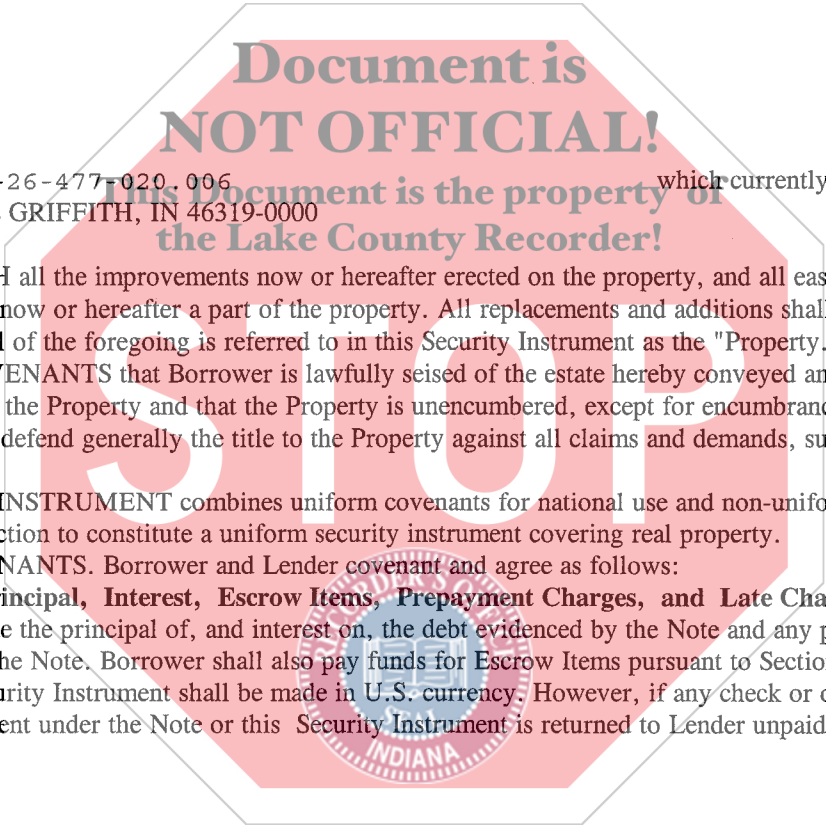 Document is
NOT OFFICIAL!
-26-477-020.006 which currently
This Document is the property of
GRIFFITH, IN 46319-0000
the Lake County Recorder!
all the improvements now or hereafter erected on the property, and all eas
now or hereafter a part of the property. All replacements and additions shal
of the foregoing is referred to in this Security Instrument as the "Property.
VENANTS that Borrower is lawfully seised of the estate hereby conveyed an
the Property and that the Property is unencumbered, except for encumbranc
defend generally the title to the Property against all claims and demands, su
STOP
INSTRUMENT combines uniform covenants for national use and non-unifo
ction to constitute a uniform security instrument covering real property.
NANTS. Borrower and Lender covenant and agree as follows:
rincipal, Interest, Escrow Items, Prepayment Charges, and Late Cha
e the principal of, and interest on, the debt evidenced by the Note and any p
he Note. Borrower shall also pay funds for Escrow Items pursuant to Section
urity Instrument shall be made in U.S. currency. However, if any check or o
ent under the Note or this Security Instrument is returned to Lender unpaid
RECORDER'S OFFICE
SEAL
INDIANA